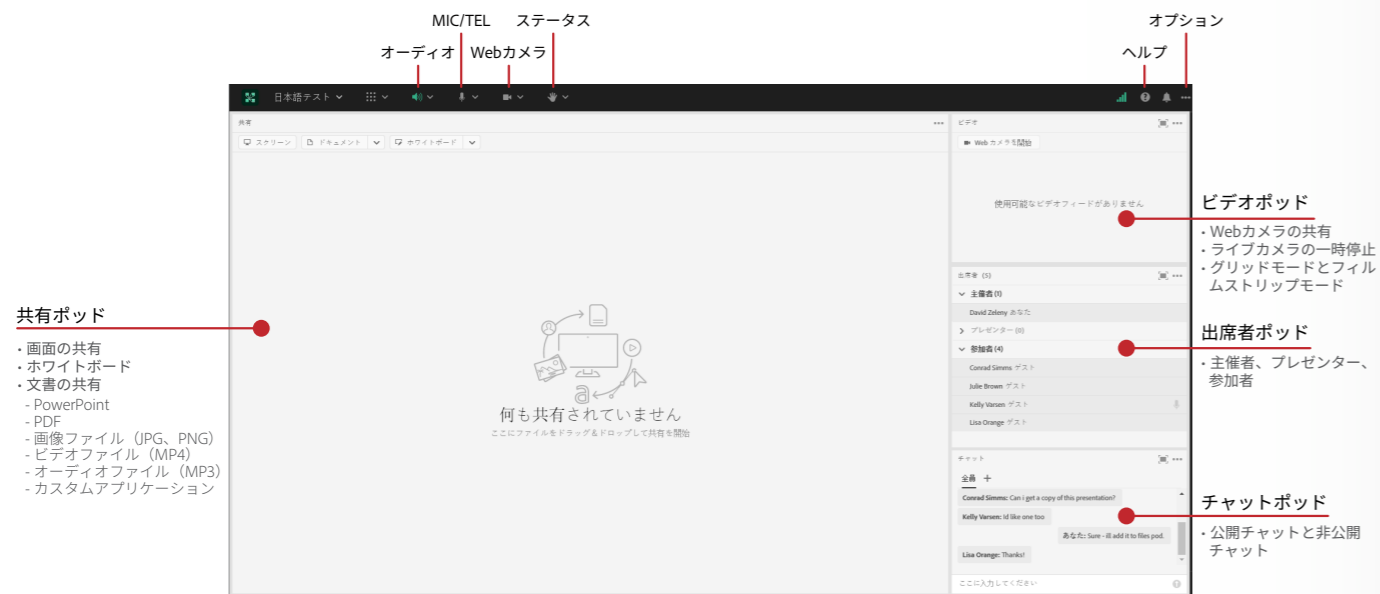 MIC/TEL
ステータス
オプション
オーディオ
Webカメラ
ヘルプ
日本語テスト
共有
スクリーン
ドキュメント
ホワイトボード
何も共有されていません
ここにファイルをドラッグ&ドロップして共有を開始
ビデオ
Web カメラを開始
使用可能なビデオフィードがありません
出席者 (5)
主催者 (1)
David Zeleny あなた
プレゼンター (0)
参加者 (4)
Conrad Simms ゲスト
Julie Brown ゲスト
Kelly Varsen ゲスト
Lisa Orange ゲスト
チャット
全員
Conrad Simms: Can i get a copy of this presentation?
Kelly Varsen: Id like one too
あなた: Sure - ill add it to files pod.
Lisa Orange: Thanks!
ここに入力してください
共有ポッド
・画面の共有
・ホワイトボード
・文書の共有
- PowerPoint
- PDF
- 画像ファイル（JPG、PNG）
- ビデオファイル（MP4）
- オーディオファイル（MP3）
- カスタムアプリケーション
ビデオポッド
・Webカメラの共有
・ライブカメラの一時停止
・グリッドモードとフィル
ムストリップモード
出席者ポッド
・主催者、プレゼンター、
参加者
チャットポッド
・公開チャットと非公開
チャット